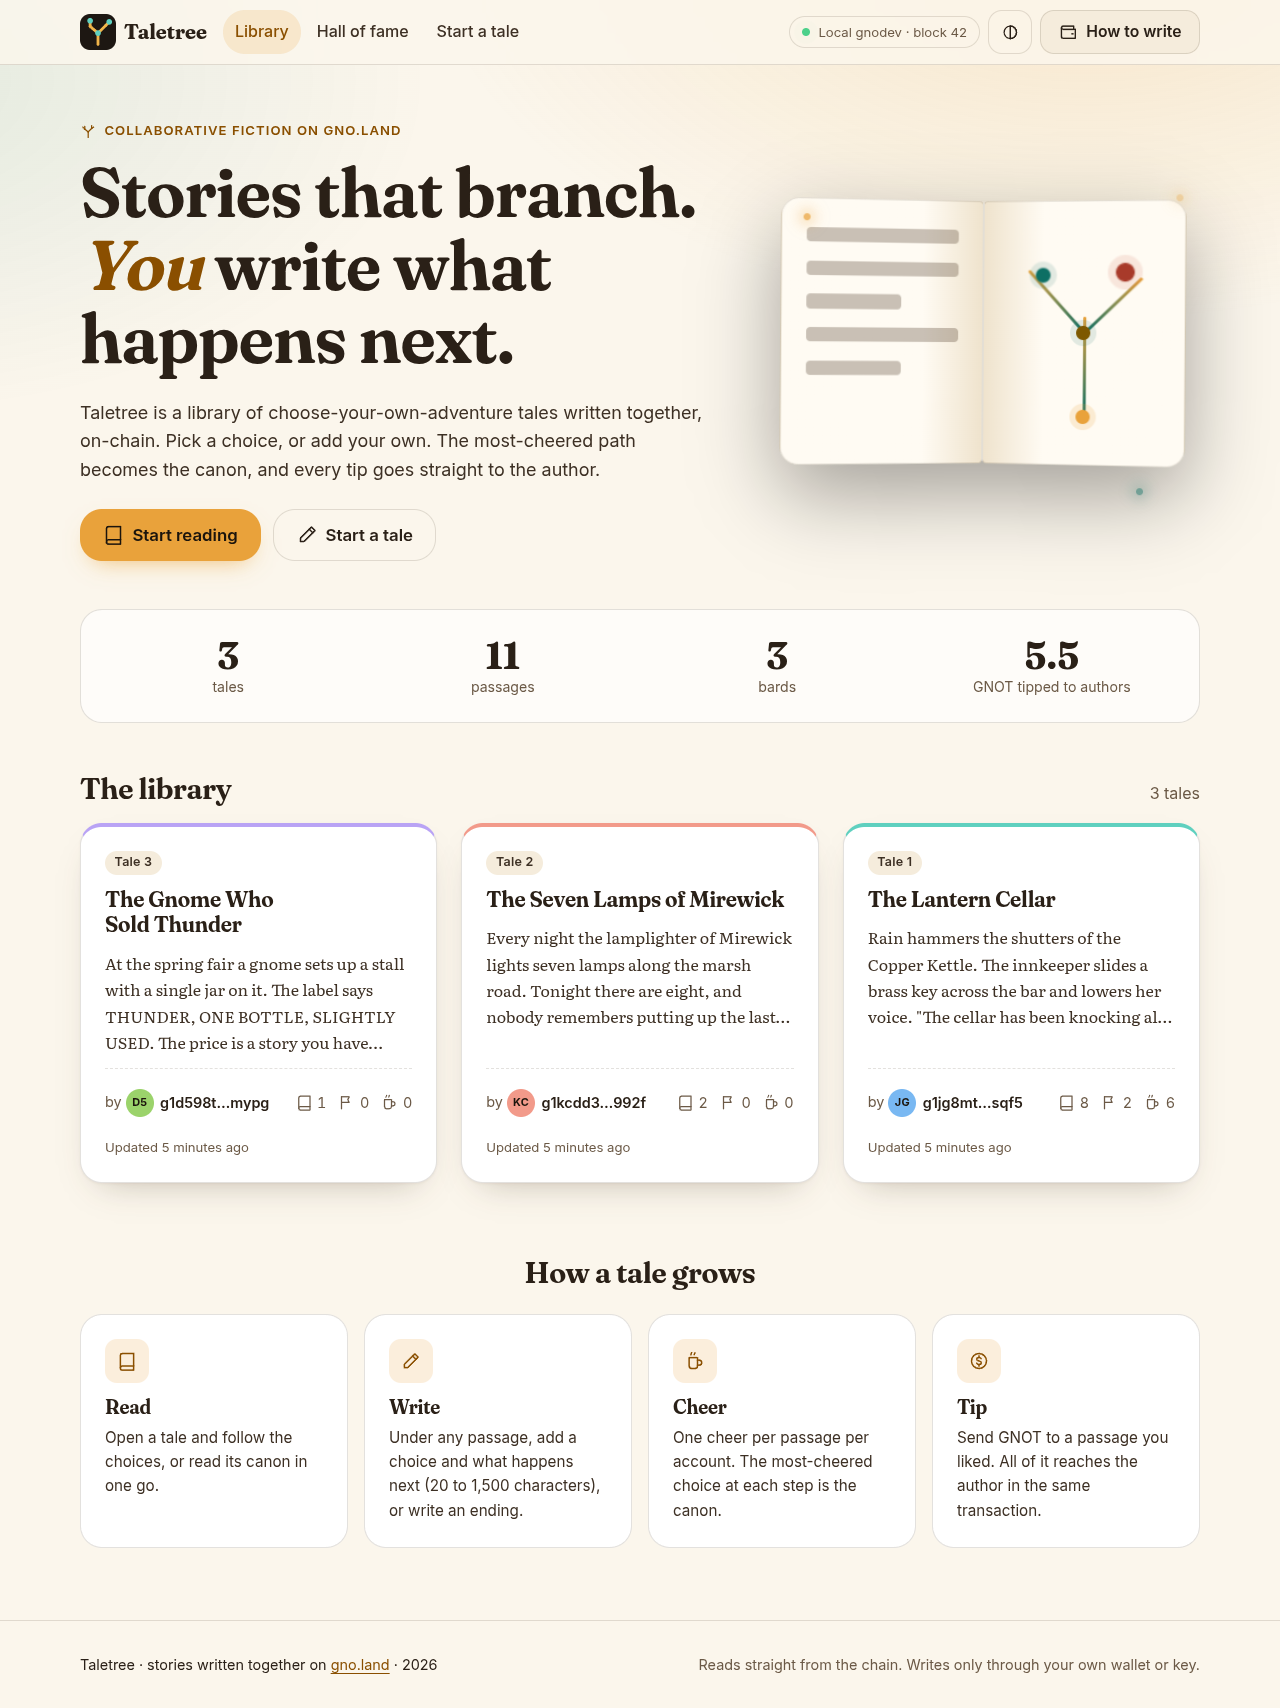 Taletree
Library
Hall of fame
Start a tale
Local gnodev · block 42
How to write
COLLABORATIVE FICTION ON GNO.LAND
Stories that branch.
You write what
happens next.
Taletree is a library of choose-your-own-adventure tales written together,
on-chain. Pick a choice, or add your own. The most-cheered path
becomes the canon, and every tip goes straight to the author.
Start reading
Start a tale
3
tales
11
passages
3
bards
5.5
GNOT tipped to authors
The library
3 tales
Tale 3
The Gnome Who
Sold Thunder
At the spring fair a gnome sets up a stall
with a single jar on it. The label says
THUNDER, ONE BOTTLE, SLIGHTLY
USED. The price is a story you have...
by D5 g1d598t...mypg 1 0 0
Updated 5 minutes ago
Tale 2
The Seven Lamps of Mirewick
Every night the lamplighter of Mirewick
lights seven lamps along the marsh
road. Tonight there are eight, and
nobody remembers putting up the last...
by KC g1kcdd3...992f 2 0 0
Updated 5 minutes ago
Tale 1
The Lantern Cellar
Rain hammers the shutters of the
Copper Kettle. The innkeeper slides a
brass key across the bar and lowers her
voice. "The cellar has been knocking al...
by JG g1jg8mt...sqf5 8 2 6
Updated 5 minutes ago
How a tale grows
Read
Open a tale and follow the
choices, or read its canon in
one go.
Write
Under any passage, add a
choice and what happens
next (20 to 1,500 characters),
or write an ending.
Cheer
One cheer per passage per
account. The most-cheered
choice at each step is the
canon.
Tip
Send GNOT to a passage you
liked. All of it reaches the
author in the same
transaction.
Taletree · stories written together on gno.land · 2026
Reads straight from the chain. Writes only through your own wallet or key.